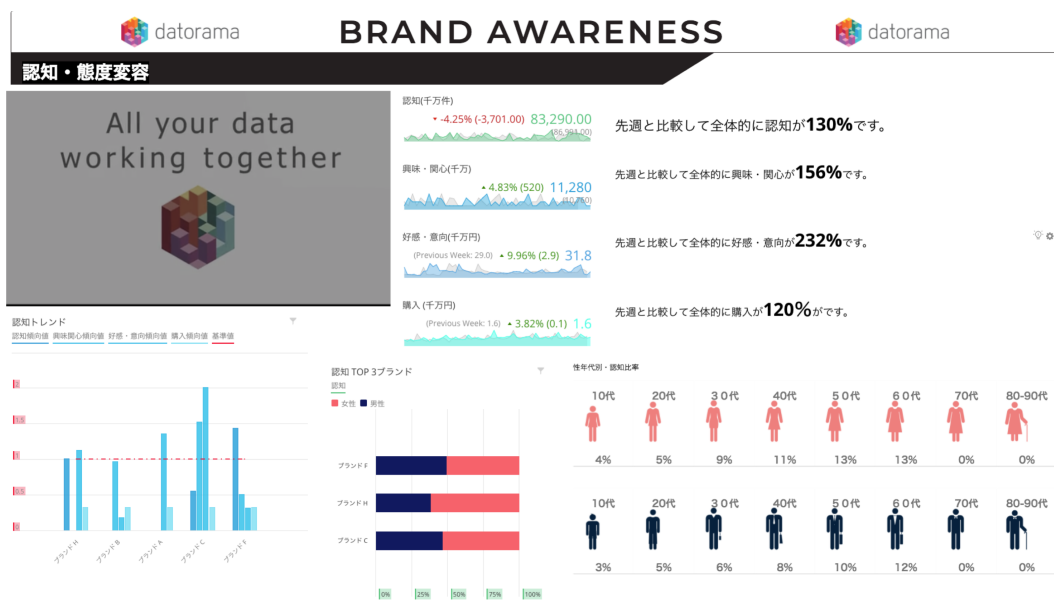 datorama
BRAND AWARENESS
datorama
認知・態度変容
All your data
working together
認知(千万件)
-4.25% (-3,701.00) 83,290.00
(86,991.00)
先週と比較して全体的に認知が130%です。
興味・関心(千万)
4.83% (520) 11,280
(10,760)
先週と比較して全体的に興味・関心が156%です。
好感・意向(千万円)
(Previous Week: 29.0) 9.96% (2.9) 31.8
先週と比較して全体的に好感・意向が232%です。
購入 (千万円)
(Previous Week: 1.6) 3.82% (0.1) 1.6
先週と比較して全体的に購入が120%がです。
認知トレンド
認知傾向値 興味関心傾向値 好感・意向傾向値 購入傾向値 基準値
2
1.5
1
0.5
0
ブランド H ブランド B ブランド A ブランド C ブランド F
認知 TOP 3ブランド
認知
女性 男性
ブランド F
ブランド H
ブランド C
0% 25% 50% 75% 100%
性年代別・認知比率
10代 20代 30代 40代 50代 60代 70代 80-90代
4% 5% 9% 11% 13% 13% 0% 0%
10代 20代 30代 40代 50代 60代 70代 80-90代
3% 5% 6% 8% 10% 12% 0% 0%